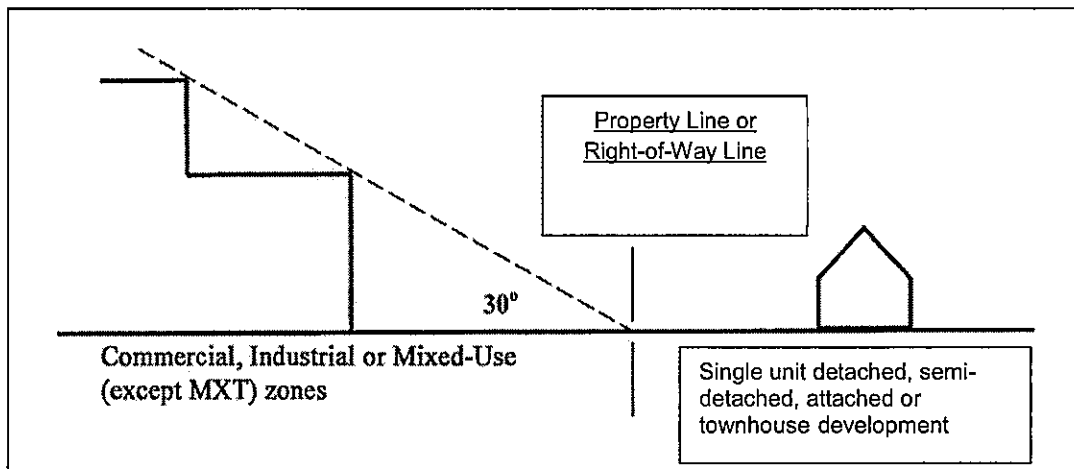 Property Line or
Right-of-Way Line
30°
Commercial, Industrial or Mixed-Use
(except MXT) zones
Single unit detached, semi-
detached, attached or
townhouse development